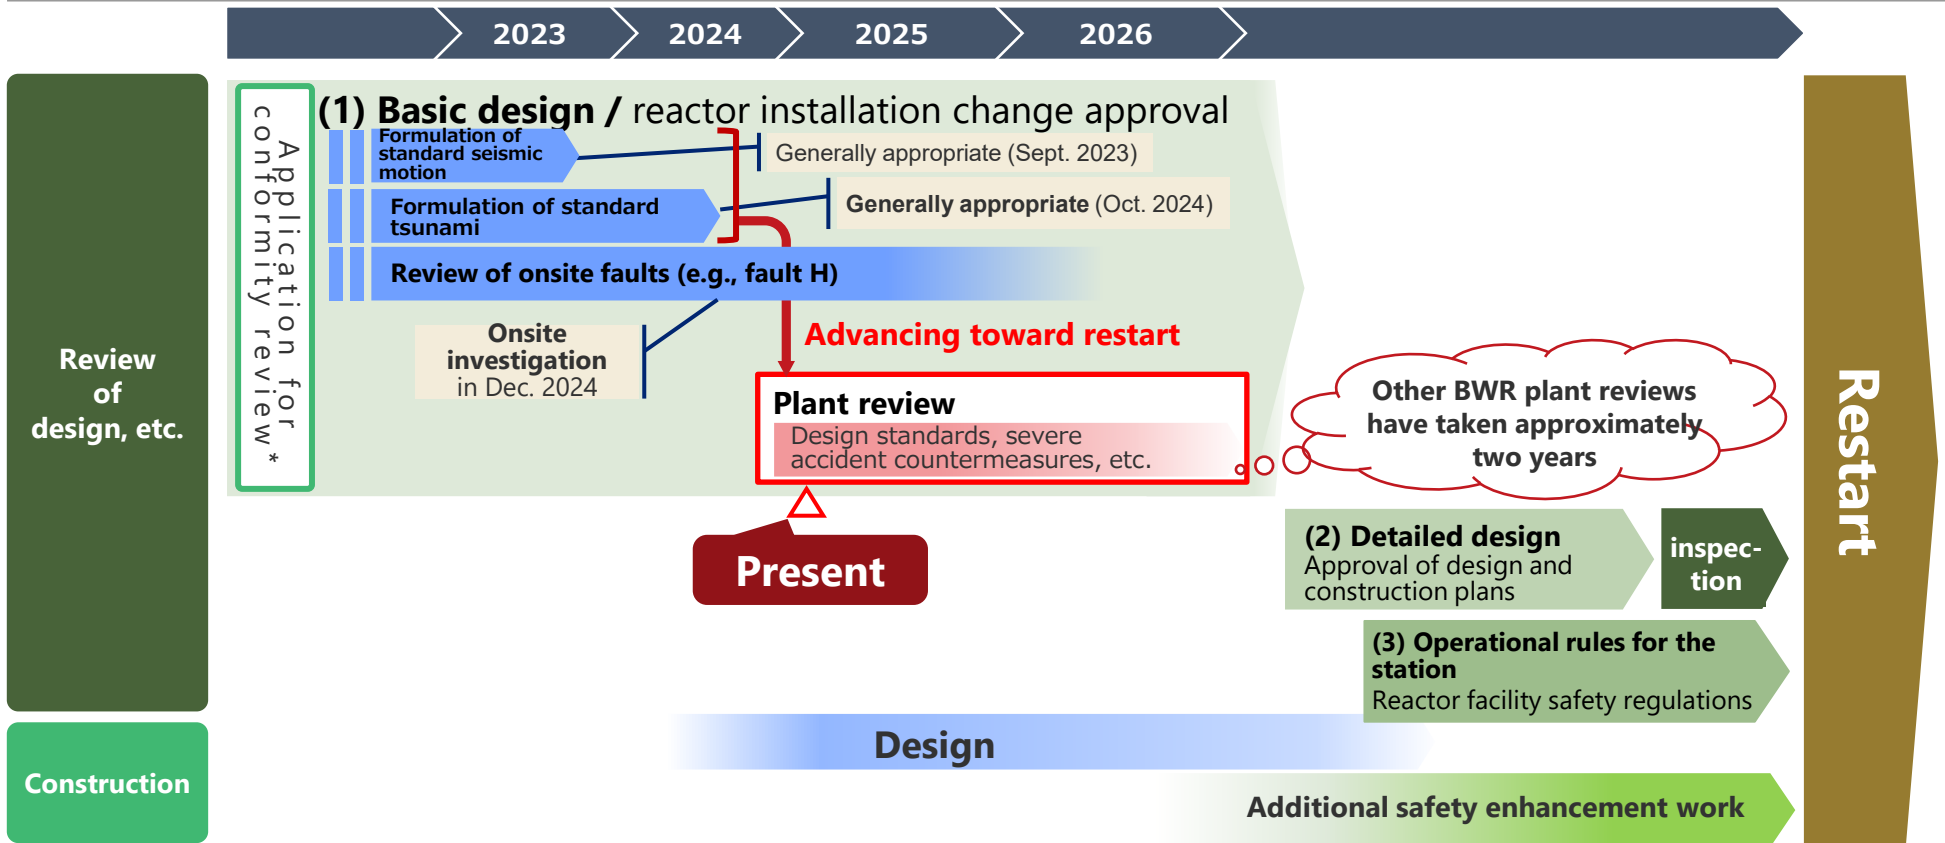 2023
2024
2025
2026
Review
of
design, etc.
Application for
conformity review*
(1) Basic design / reactor installation change approval
Formulation of
standard seismic
motion
Generally appropriate (Sept. 2023)
Formulation of standard
tsunami
Generally appropriate (Oct. 2024)
Review of onsite faults (e.g., fault H)
Onsite
investigation
in Dec. 2024
Advancing toward restart
Plant review
Design standards, severe
accident countermeasures, etc.
Other BWR plant reviews
have taken approximately
two years
Present
(2) Detailed design
Approval of design and
construction plans
inspec-
tion
(3) Operational rules for the
station
Reactor facility safety regulations
Restart
Construction
Design
Additional safety enhancement work